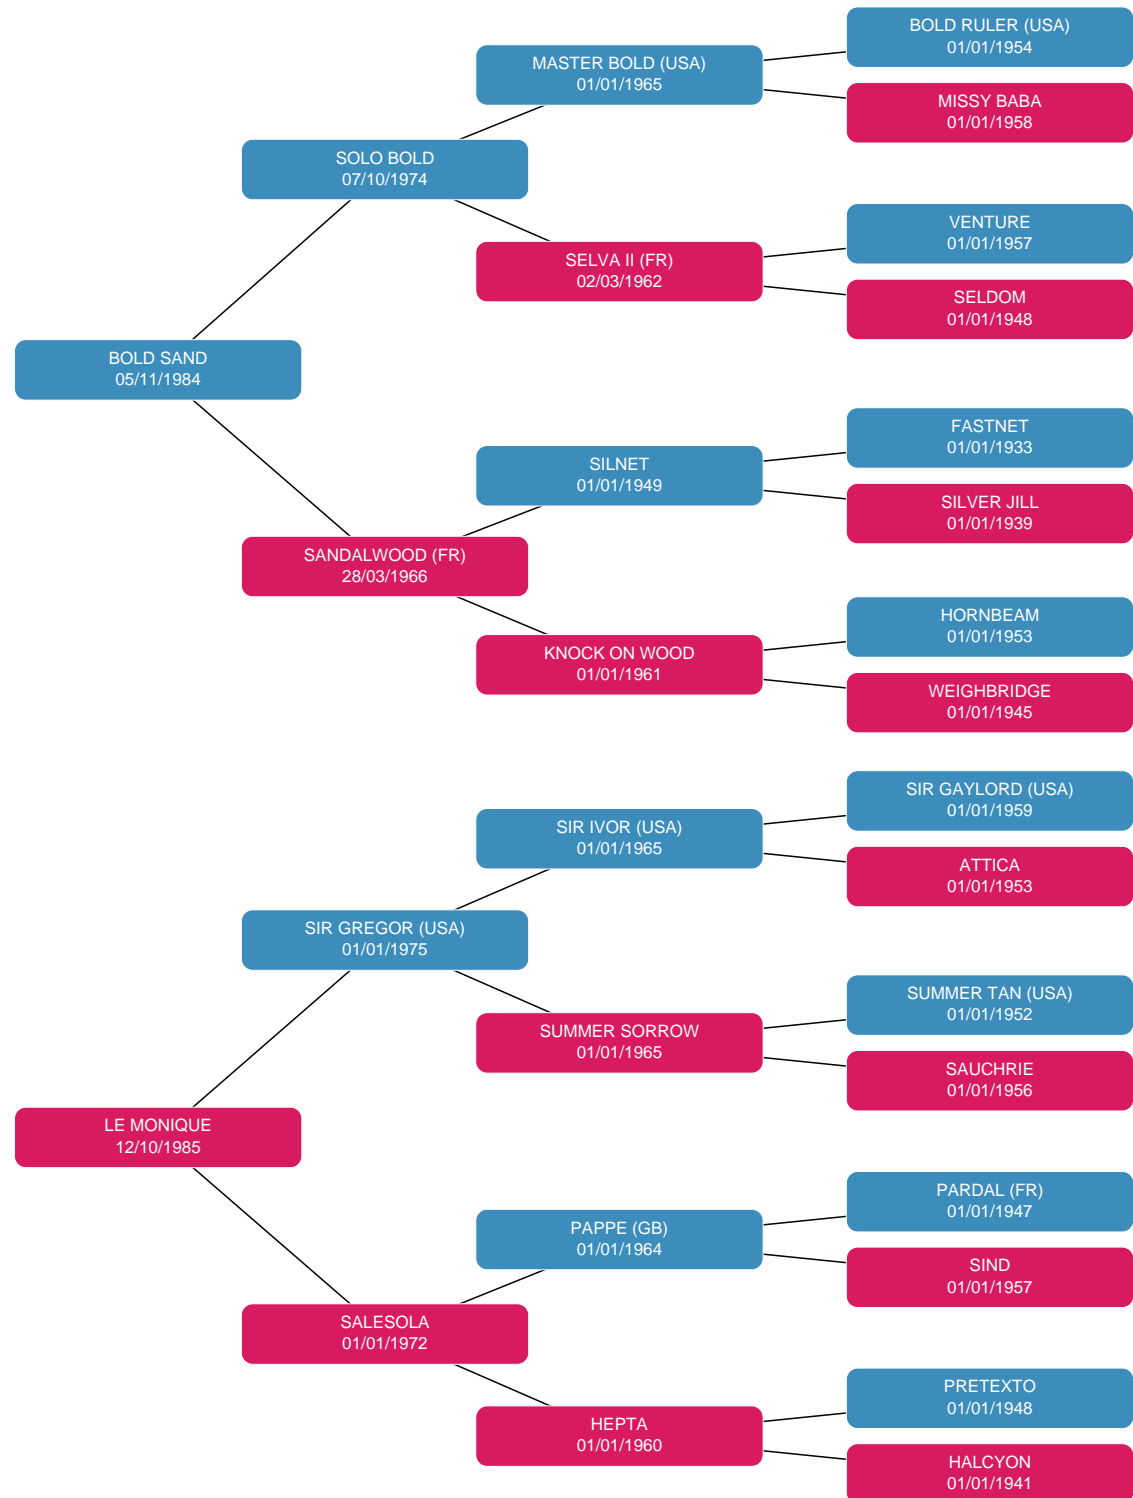 BOLD RULER (USA)
01/01/1954
MASTER BOLD (USA)
01/01/1965
MISSY BABA
01/01/1958
SOLO BOLD
07/10/1974
VENTURE
01/01/1957
SELVA II (FR)
02/03/1962
SELDOM
01/01/1948
BOLD SAND
05/11/1984
FASTNET
01/01/1933
SILNET
01/01/1949
SILVER JILL
01/01/1939
SANDALWOOD (FR)
28/03/1966
HORNBEAM
01/01/1953
KNOCK ON WOOD
01/01/1961
WEIGHBRIDGE
01/01/1945
SIR GAYLORD (USA)
01/01/1959
SIR IVOR (USA)
01/01/1965
ATTICA
01/01/1953
SIR GREGOR (USA)
01/01/1975
SUMMER TAN (USA)
01/01/1952
SUMMER SORROW
01/01/1965
SAUCHRIE
01/01/1956
LE MONIQUE
12/10/1985
PARDAL (FR)
01/01/1947
PAPPE (GB)
01/01/1964
SIND
01/01/1957
SALESOLA
01/01/1972
PRETEXTO
01/01/1948
HEPTA
01/01/1960
HALCYON
01/01/1941